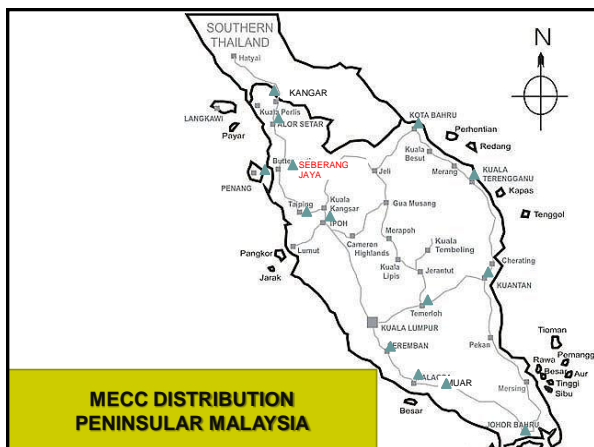 SOUTHERN
THAILAND
Hatyai
N
KANGAR
Kuala Perlis
LANGKAWI
ALOR SETAR
Payar
KOTA BAHRU
Perhentian
Redang
Kuala
Besut
SEBERANG
JAYA
Jeli
Merang
KUALA
TERENGGANU
PENANG
Kapas
Taiping
Kuala
Kangsar
Gua Musang
Tenggol
IPOH
Merapoh
Cameron
Highlands
Kuala
Tembeling
Lumut
Pangkor
Kuala
Lipis
Jerantut
Cherating
Jarak
KUANTAN
Temerloh
KUALA LUMPUR
Pekan
Tioman
Pemangg
Rawa
Besar
Aur
Tinggi
Sibu
Mersing
MUAR
Besar
JOHOR BAHRU
MECC DISTRIBUTION
PENINSULAR MALAYSIA